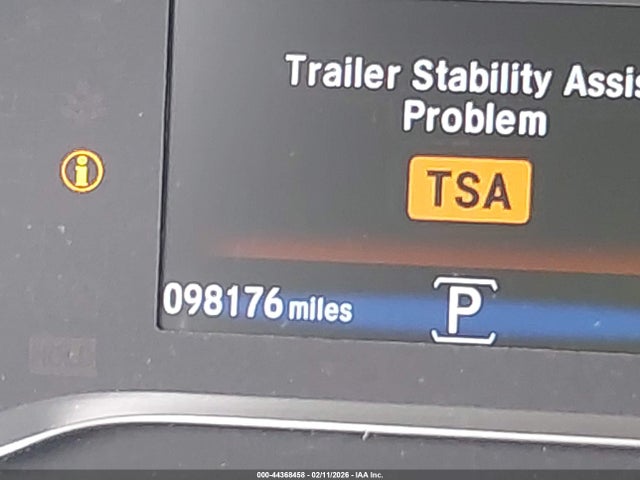 Trailer Stability Assis
Problem
i
TSA
098176 miles
P
000-44368458 - 02/11/2026 - IAA Inc.